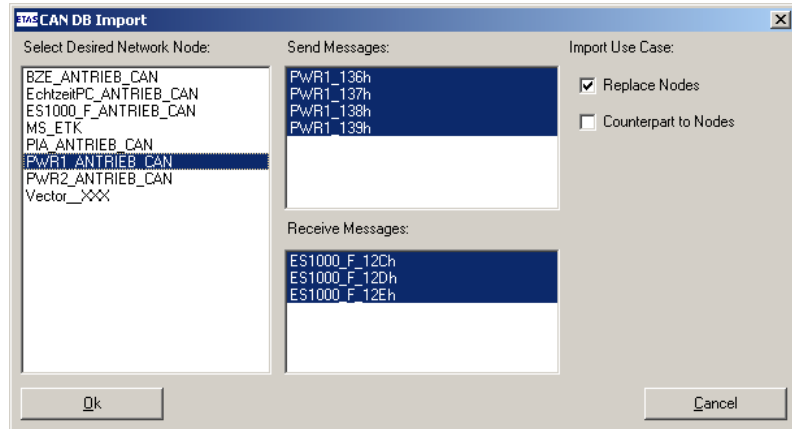 ETAS CAN DB Import
Select Desired Network Node:
BZE_ANTRIEB_CAN
EchtzeitPC_ANTRIEB_CAN
ES1000_F_ANTRIEB_CAN
MS_ETK
PIA_ANTRIEB_CAN
PWR1_ANTRIEB_CAN
PWR2_ANTRIEB_CAN
Vector__XXX
Send Messages:
PWR1_136h
PWR1_137h
PWR1_138h
PWR1_139h
Receive Messages:
ES1000_F_12Ch
ES1000_F_12Dh
ES1000_F_12Eh
Import Use Case:
Replace Nodes
Counterpart to Nodes
Ok
Cancel